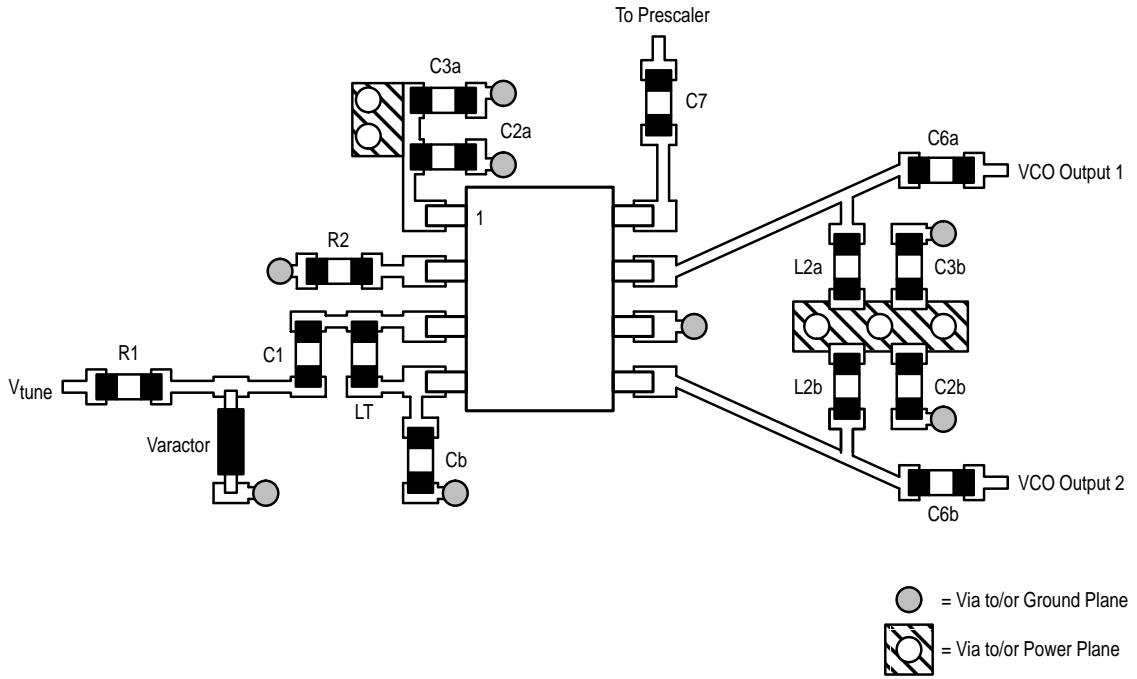 To Prescaler
C3a
C7
C2a
C6a
VCO Output 1
1
R2
L2a
C3b
R1
C1
Vtune
LT
L2b
C2b
Varactor
Cb
VCO Output 2
C6b
= Via to/or Ground Plane
= Via to/or Power Plane